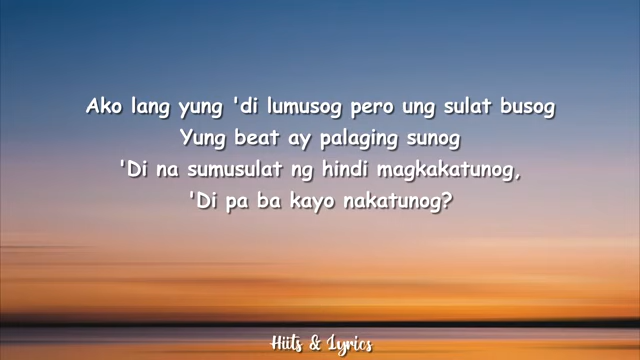 Ako lang yung 'di lumusog pero ung sulat busog
Yung beat ay palaging sunog
'Di na sumusulat ng hindi magkakatunog,
'Di pa ba kayo nakatunog?
Hiits & Lyrics